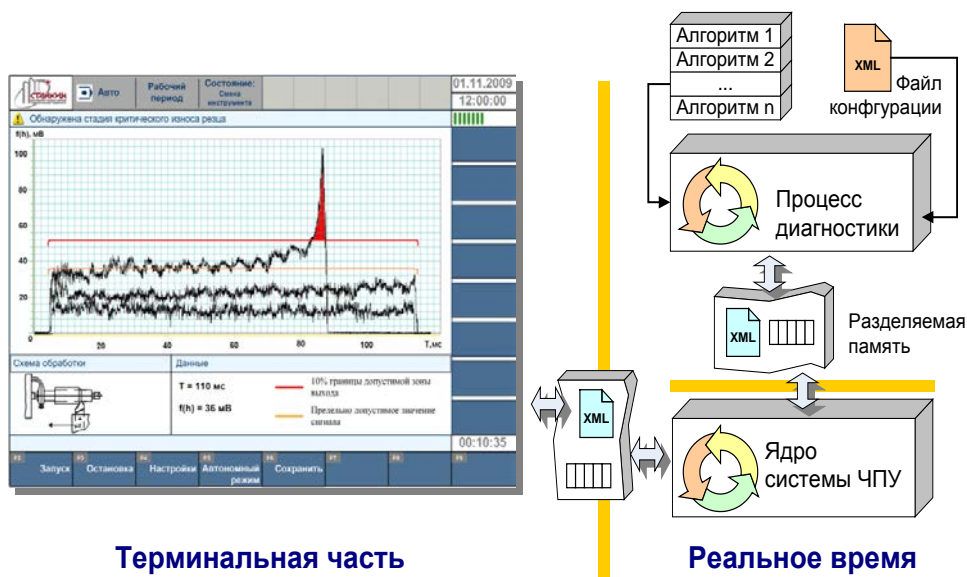 СТАНКИН
Авто
Рабочий
период
Состояние:
Смена
инструмента
01.11.2009
12:00:00
Обнаружена стадия критического износа резца
f(h), мВ
100
80
60
40
20
0
20
40
60
80
100
T,мс
Схема обработки
Данные
T = 110 мс
f(h) = 36 мВ
10% границы допустимой зоны
выхода
Предельно допустимое значение
сигнала
00:10:35
Запуск
Остановка
Настройки
Автономный
режим
Сохранить
Терминальная часть
Алгоритм 1
Алгоритм 2
...
Алгоритм n
XML
Файл
конфгурации
Процесс
диагностики
XML
Разделяемая
память
XML
Ядро
системы ЧПУ
Реальное время